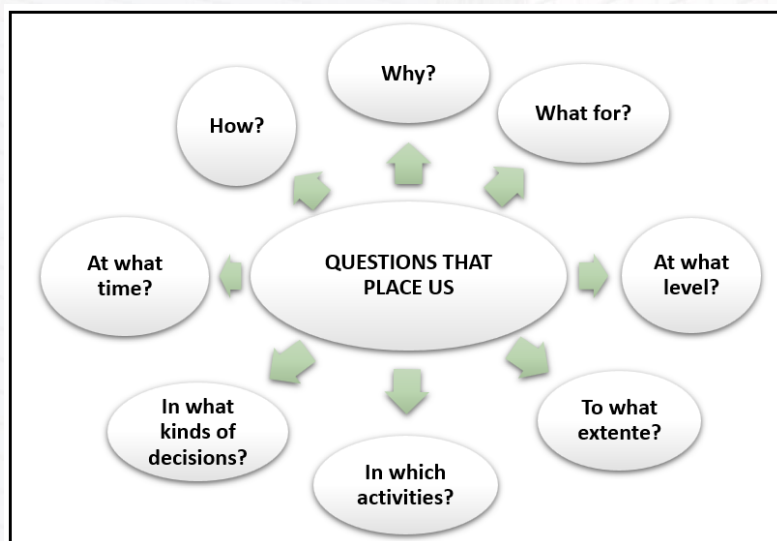 Why?
How?
What for?
At what
time?
QUESTIONS THAT
PLACE US
At what
level?
In what
kinds of
decisions?
To what
extente?
In which
activities?